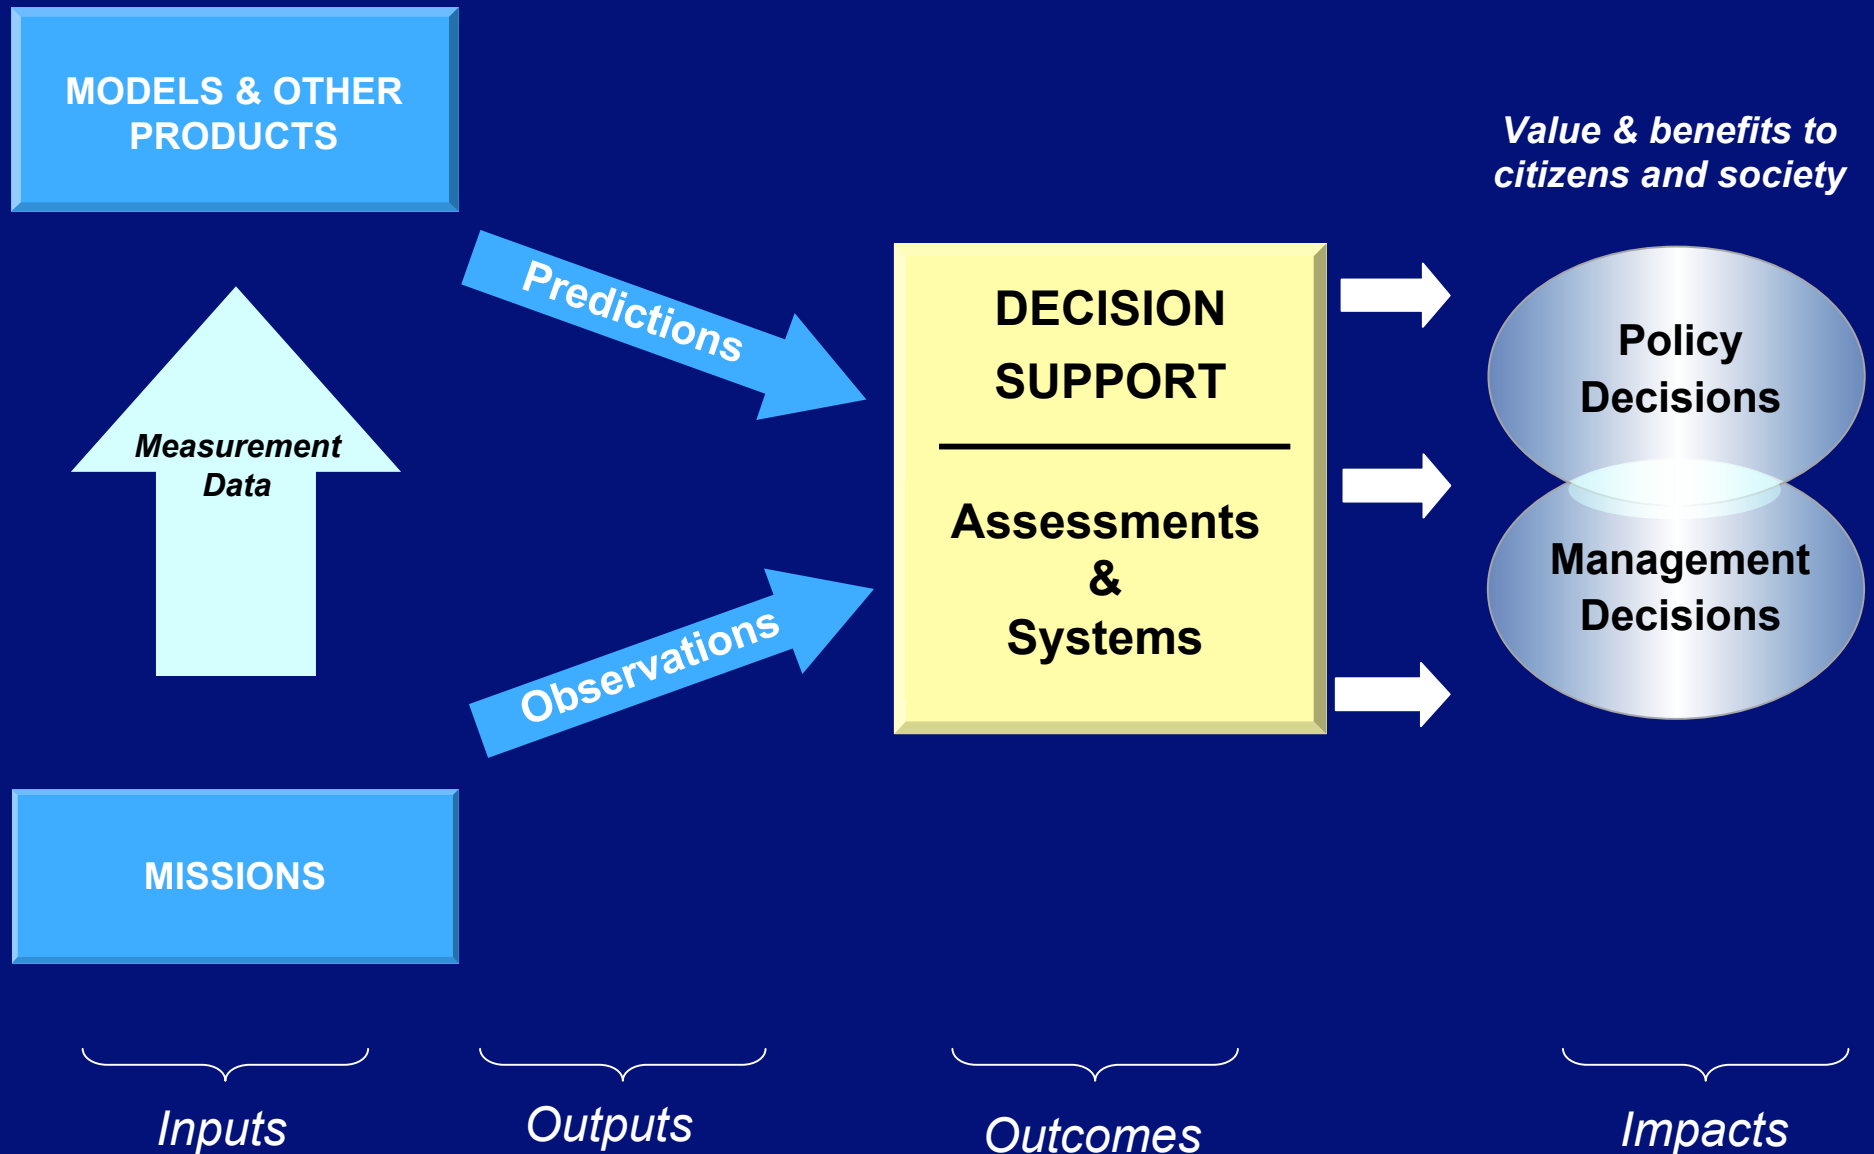 MODELS & OTHER
PRODUCTS
Measurement
Data
MISSIONS
Predictions
Observations
DECISION
SUPPORT
Assessments
&
Systems
Value & benefits to
citizens and society
Policy
Decisions
Management
Decisions
Inputs
Outputs
Outcomes
Impacts